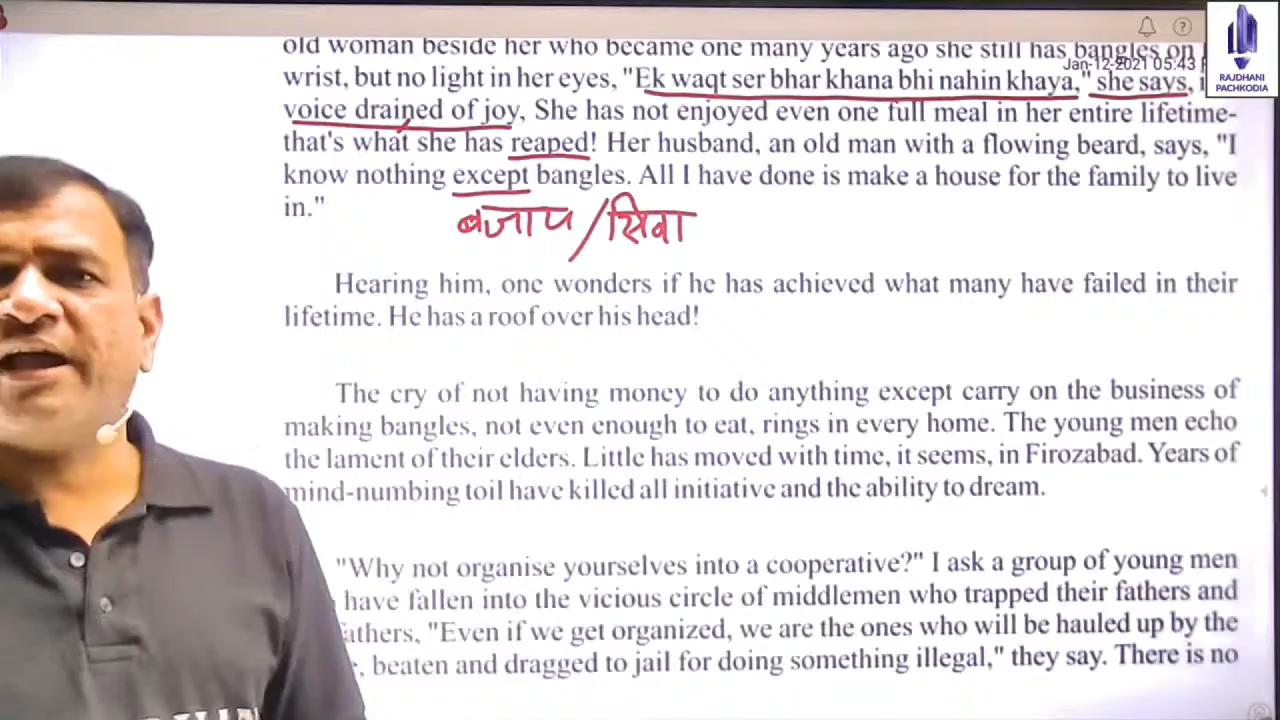 old woman beside her who became one many years ago she still has bangles on
Jan-12-2021 05:43 P
RAJDHANI
PACHKODIA
wrist, but no light in her eyes, "Ek waqt ser bhar khana bhi nahin khaya," she says,
voice drained of joy, She has not enjoyed even one full meal in her entire lifetime-
that's what she has reaped! Her husband, an old man with a flowing beard, says, "I
know nothing except bangles. All I have done is make a house for the family to live
in."
बजाय/सिवा
Hearing him, one wonders if he has achieved what many have failed in their
lifetime. He has a roof over his head!
The cry of not having money to do anything except carry on the business of
making bangles, not even enough to eat, rings in every home. The young men echo
the lament of their elders. Little has moved with time, it seems, in Firozabad. Years of
mind-numbing toil have killed all initiative and the ability to dream.
"Why not organise yourselves into a cooperative?" I ask a group of young men
have fallen into the vicious circle of middlemen who trapped their fathers and
athers, "Even if we get organized, we are the ones who will be hauled up by the
, beaten and dragged to jail for doing something illegal," they say. There is no